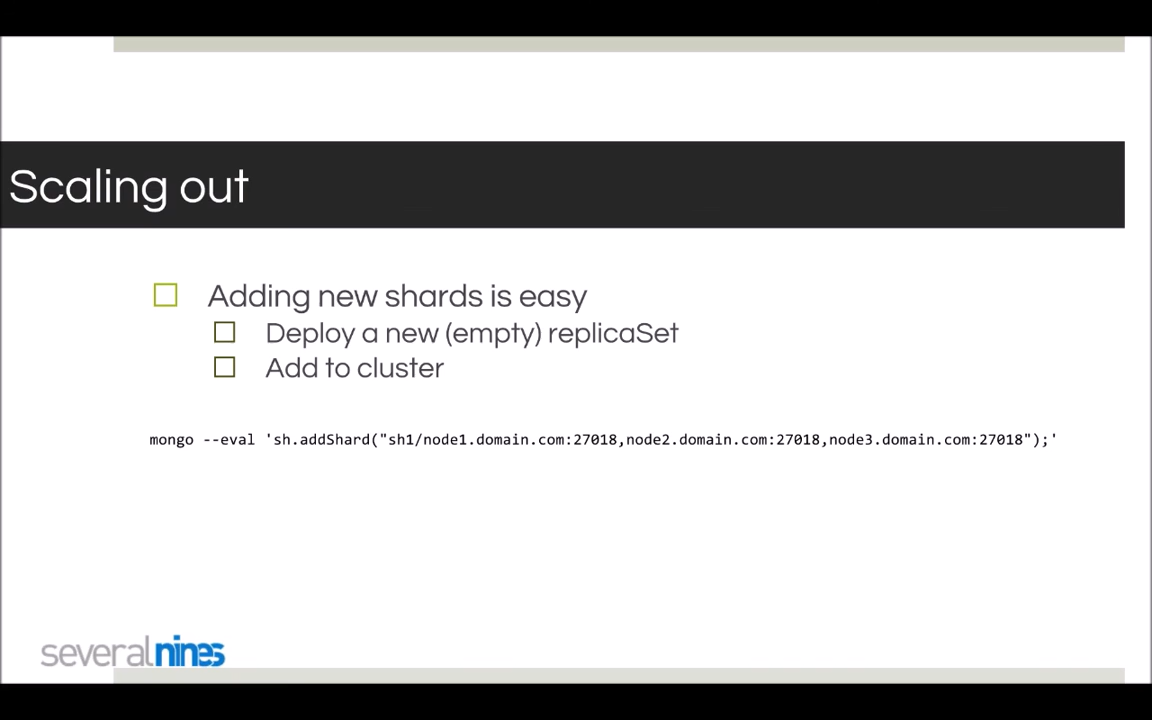 Scaling out
Adding new shards is easy
Deploy a new (empty) replicaSet
Add to cluster
mongo --eval 'sh.addShard("sh1/node1.domain.com:27018,node2.domain.com:27018,node3.domain.com:27018");'
severalnines